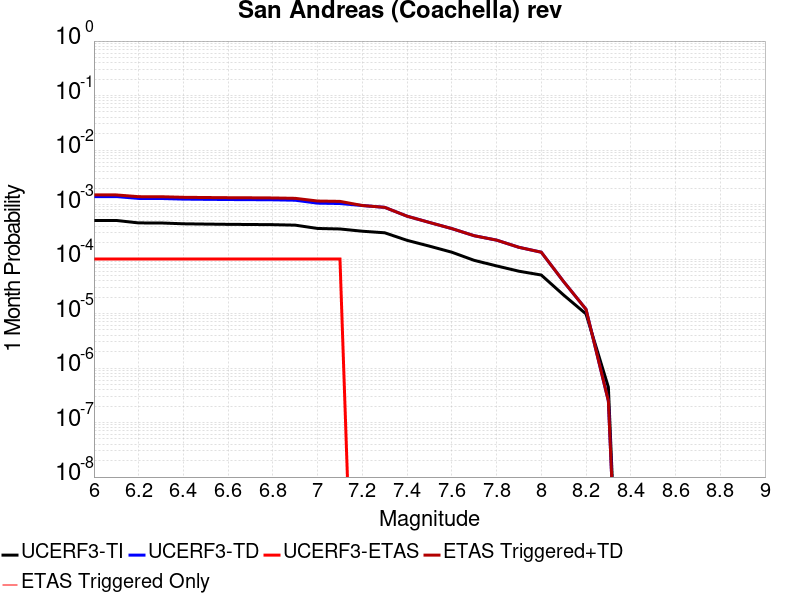 San Andreas (Coachella) rev
10^0
10^-1
10^-2
10^-3
10^-4
10^-5
10^-6
10^-7
10^-8
1 Month Probability
6 6.2 6.4 6.6 6.8 7 7.2 7.4 7.6 7.8 8 8.2 8.4 8.6 8.8 9
Magnitude
UCERF3-TI UCERF3-TD UCERF3-ETAS ETAS Triggered+TD
ETAS Triggered Only